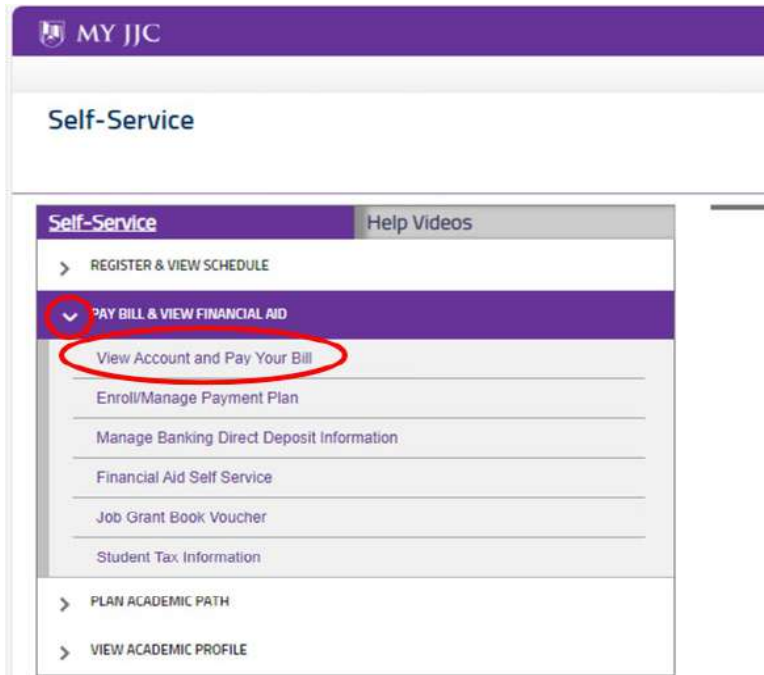 MY JJC
Self-Service
Self-Service Help Videos
REGISTER & VIEW SCHEDULE
PAY BILL & VIEW FINANCIAL AID
View Account and Pay Your Bill
Enroll/Manage Payment Plan
Manage Banking Direct Deposit Information
Financial Aid Self Service
Job Grant Book Voucher
Student Tax Information
PLAN ACADEMIC PATH
VIEW ACADEMIC PROFILE